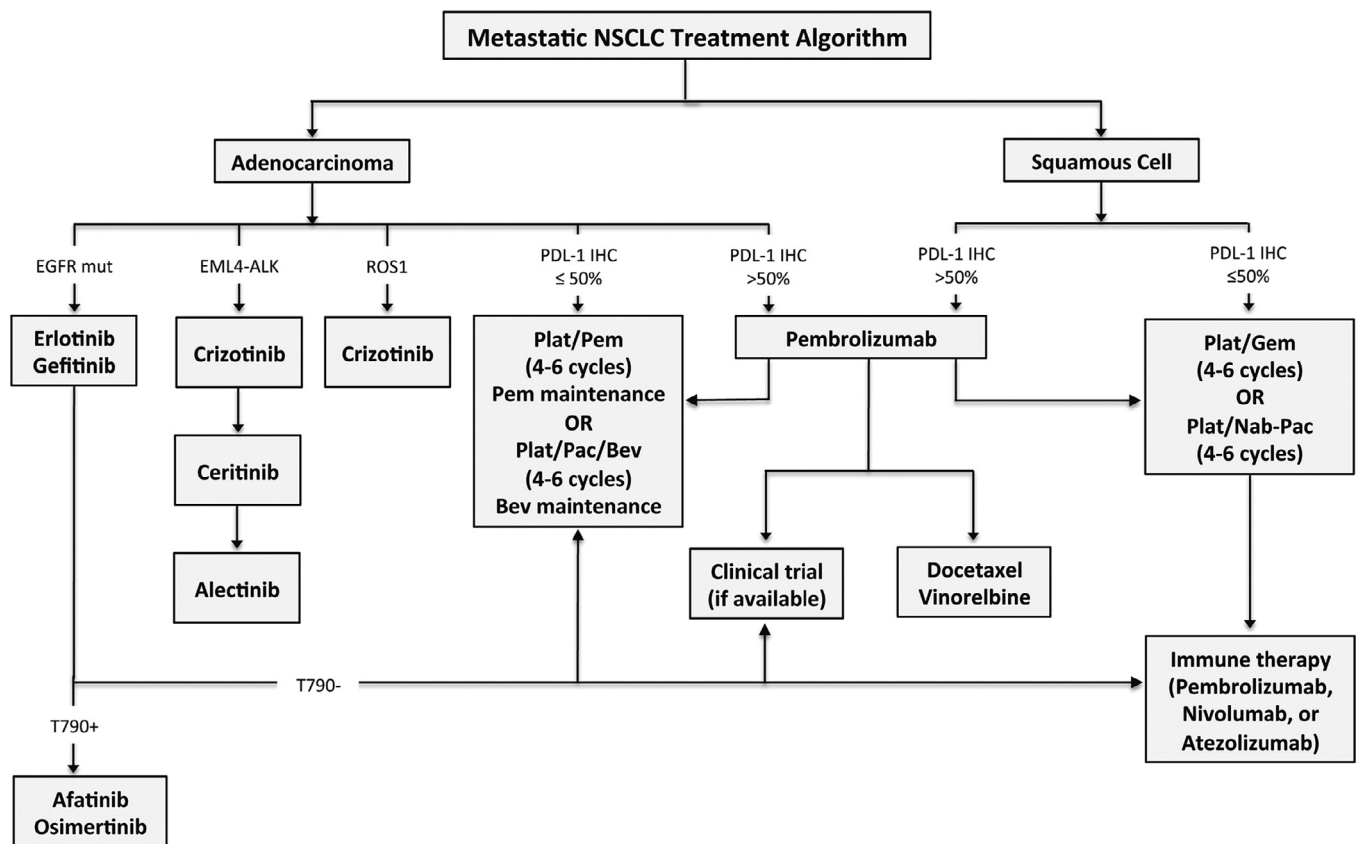 Metastatic NSCLC Treatment Algorithm
Adenocarcinoma
Squamous Cell
EGFR mut
EML4-ALK
ROS1
PDL-1 IHC
≤ 50%
PDL-1 IHC
>50%
PDL-1 IHC
>50%
PDL-1 IHC
≤50%
Erlotinib
Gefitinib
Crizotinib
Crizotinib
Plat/Pem
(4-6 cycles)
Pem maintenance
OR
Plat/Pac/Bev
(4-6 cycles)
Bev maintenance
Pembrolizumab
Plat/Gem
(4-6 cycles)
OR
Plat/Nab-Pac
(4-6 cycles)
Ceritinib
Alectinib
Clinical trial
(if available)
Docetaxel
Vinorelbine
T790-
Immune therapy
(Pembrolizumab,
Nivolumab, or
Atezolizumab)
T790+
Afatinib
Osimertinib